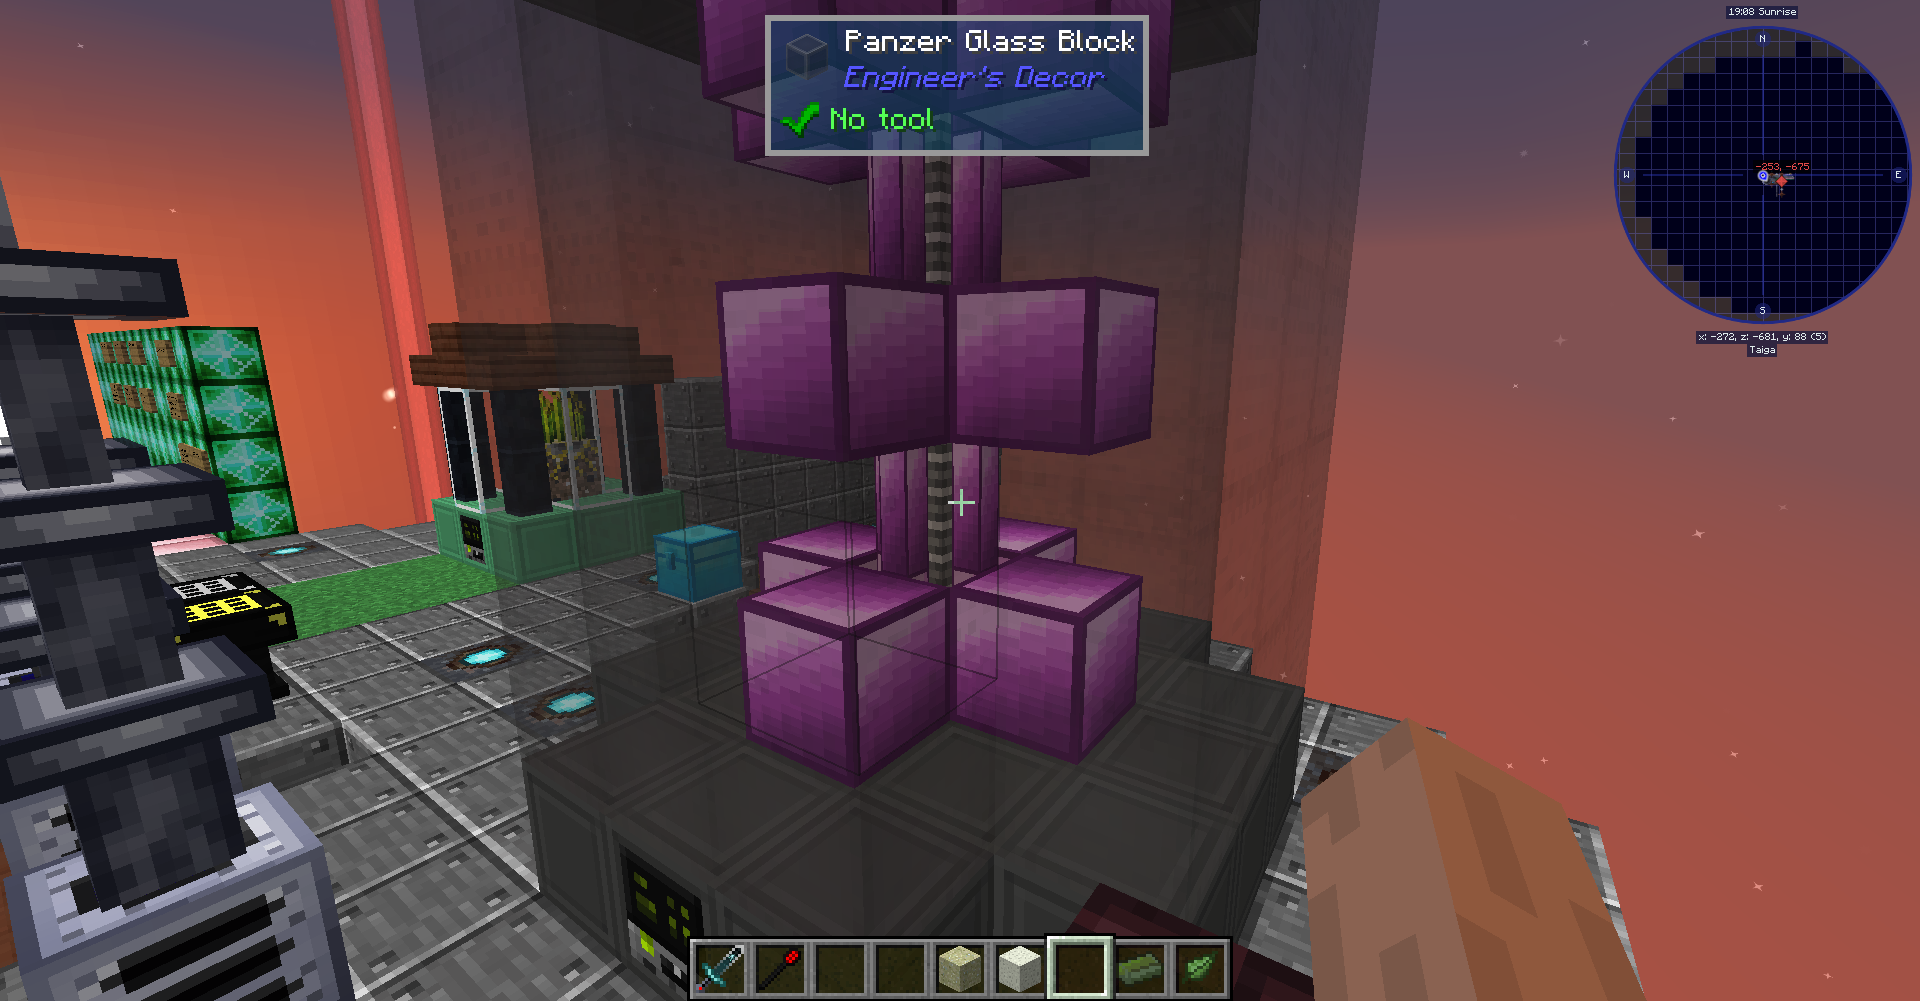 Panzer Glass Block
Engineer's Decor
No tool
19:08 Sunrise
N
-253, -675
W
E
S
x: -272, z: -681, y: 88 (5)
Taiga